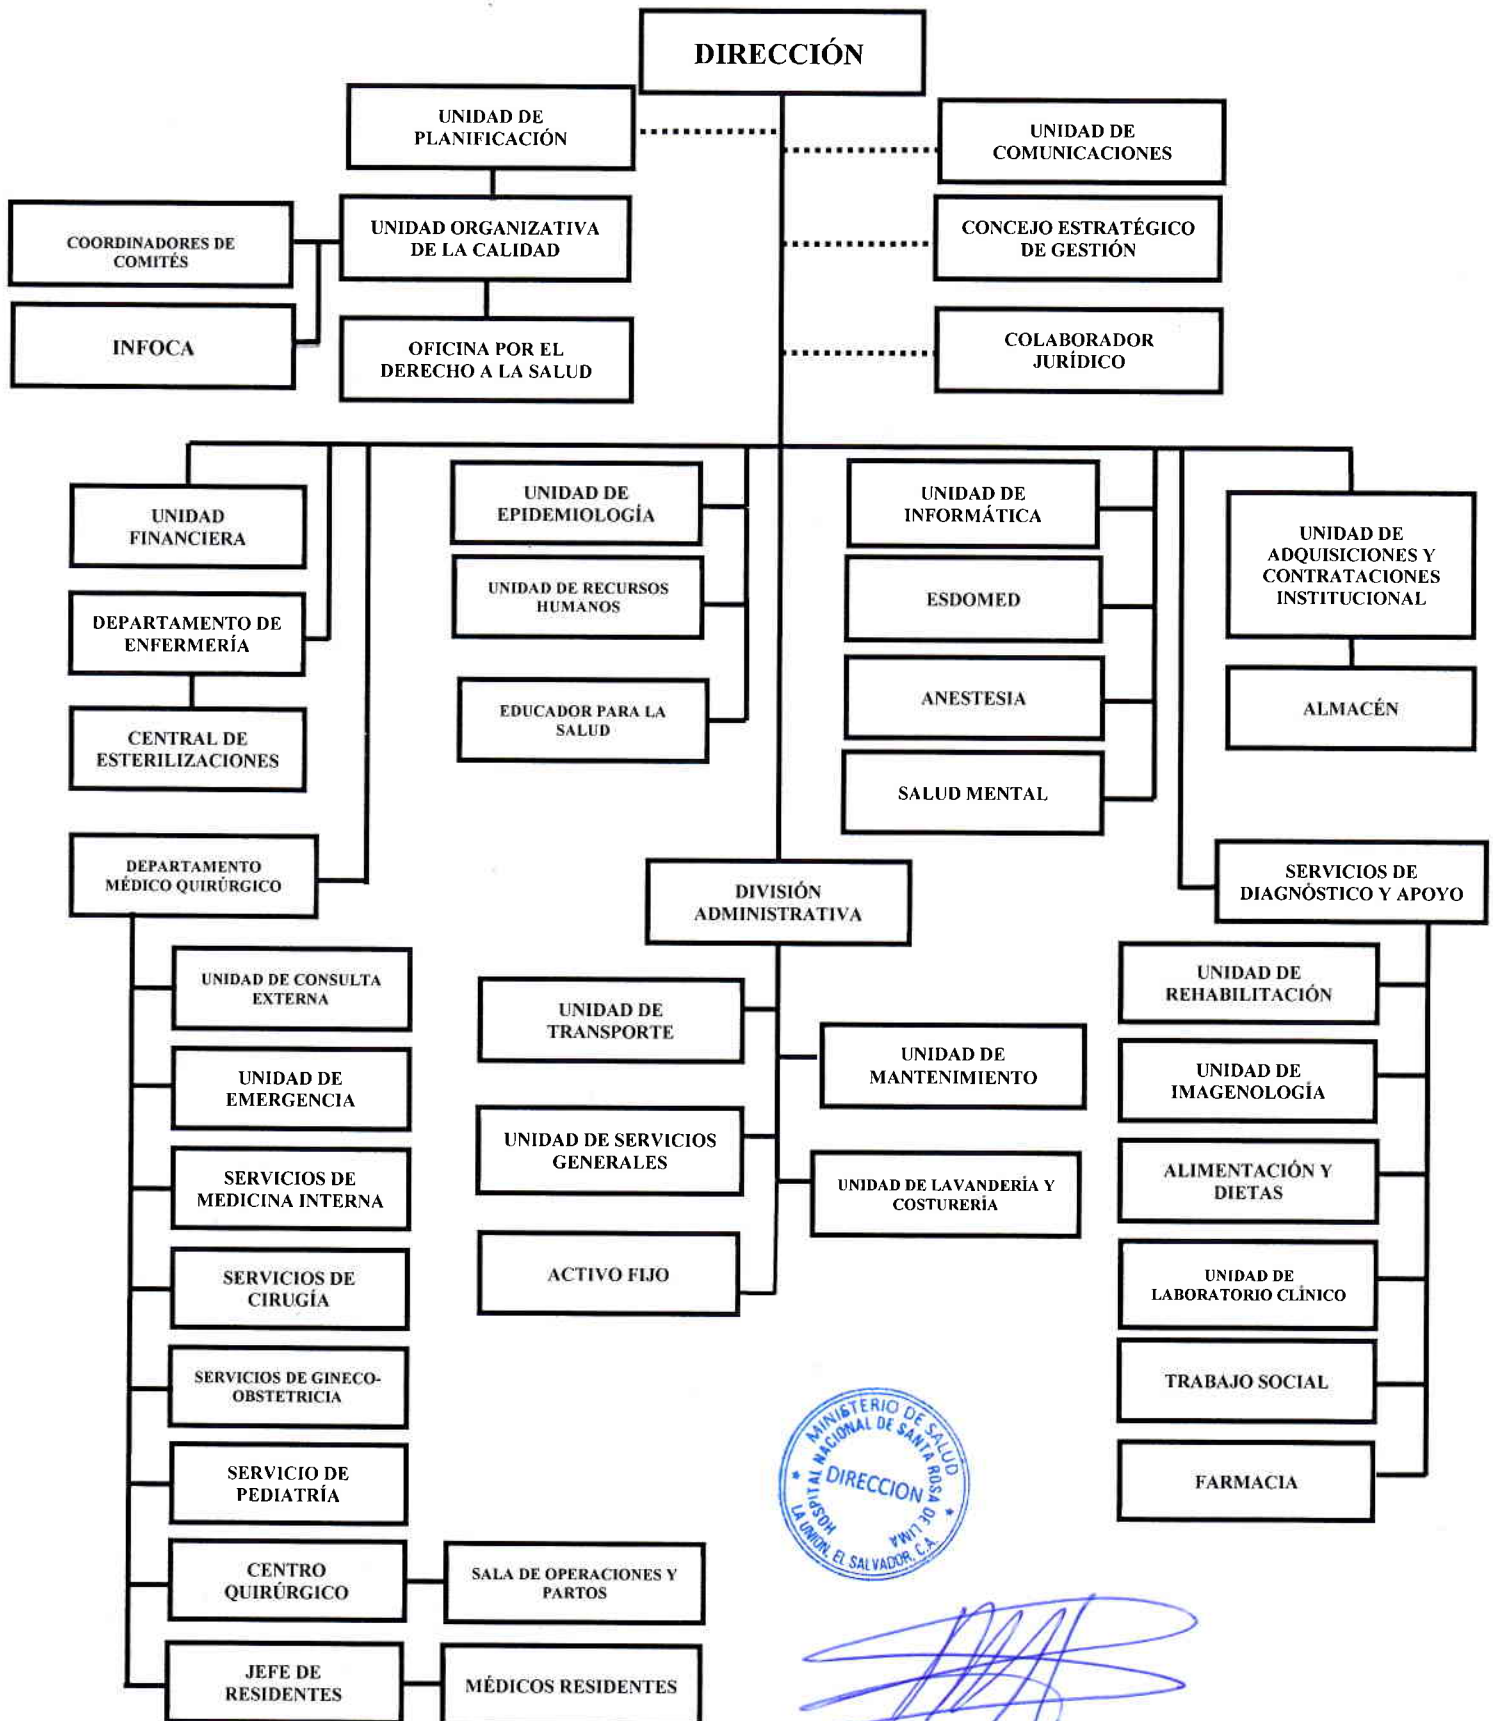 DIRECCIÓN
UNIDAD DE
PLANIFICACIÓN
UNIDAD DE
COMUNICACIONES
COORDINADORES DE
COMITÉS
UNIDAD ORGANIZATIVA
DE LA CALIDAD
CONCEJO ESTRATÉGICO
DE GESTIÓN
INFOCA
OFICINA POR EL
DERECHO A LA SALUD
COLABORADOR
JURÍDICO
UNIDAD
FINANCIERA
DEPARTAMENTO DE
ENFERMERÍA
CENTRAL DE
ESTERILIZACIONES
UNIDAD DE
EPIDEMIOLOGÍA
UNIDAD DE RECURSOS
HUMANOS
EDUCADOR PARA LA
SALUD
UNIDAD DE
INFORMÁTICA
ESDOMED
ANESTESIA
SALUD MENTAL
UNIDAD DE
ADQUISICIONES Y
CONTRATACIONES
INSTITUCIONAL
ALMACÉN
DEPARTAMENTO
MÉDICO QUIRÚRGICO
UNIDAD DE CONSULTA
EXTERNA
UNIDAD DE
EMERGENCIA
SERVICIOS DE
MEDICINA INTERNA
SERVICIOS DE
CIRUGÍA
SERVICIOS DE GINECO-
OBSTETRICIA
SERVICIO DE
PEDIATRÍA
CENTRO
QUIRÚRGICO
SALA DE OPERACIONES Y
PARTOS
JEFE DE
RESIDENTES
MÉDICOS RESIDENTES
DIVISIÓN
ADMINISTRATIVA
UNIDAD DE
TRANSPORTE
UNIDAD DE
MANTENIMIENTO
UNIDAD DE SERVICIOS
GENERALES
UNIDAD DE LAVANDERÍA Y
COSTURERÍA
ACTIVO FIJO
SERVICIOS DE
DIAGNÓSTICO Y APOYO
UNIDAD DE
REHABILITACIÓN
UNIDAD DE
IMAGENOLOGÍA
ALIMENTACIÓN Y
DIETAS
UNIDAD DE
LABORATORIO CLÍNICO
TRABAJO SOCIAL
FARMACIA
MINISTERIO DE SALUD
HOSPITAL NACIONAL DE SANTA ROSA DE LIMA
DIRECCION
LA UNION, EL SALVADOR, C.A.